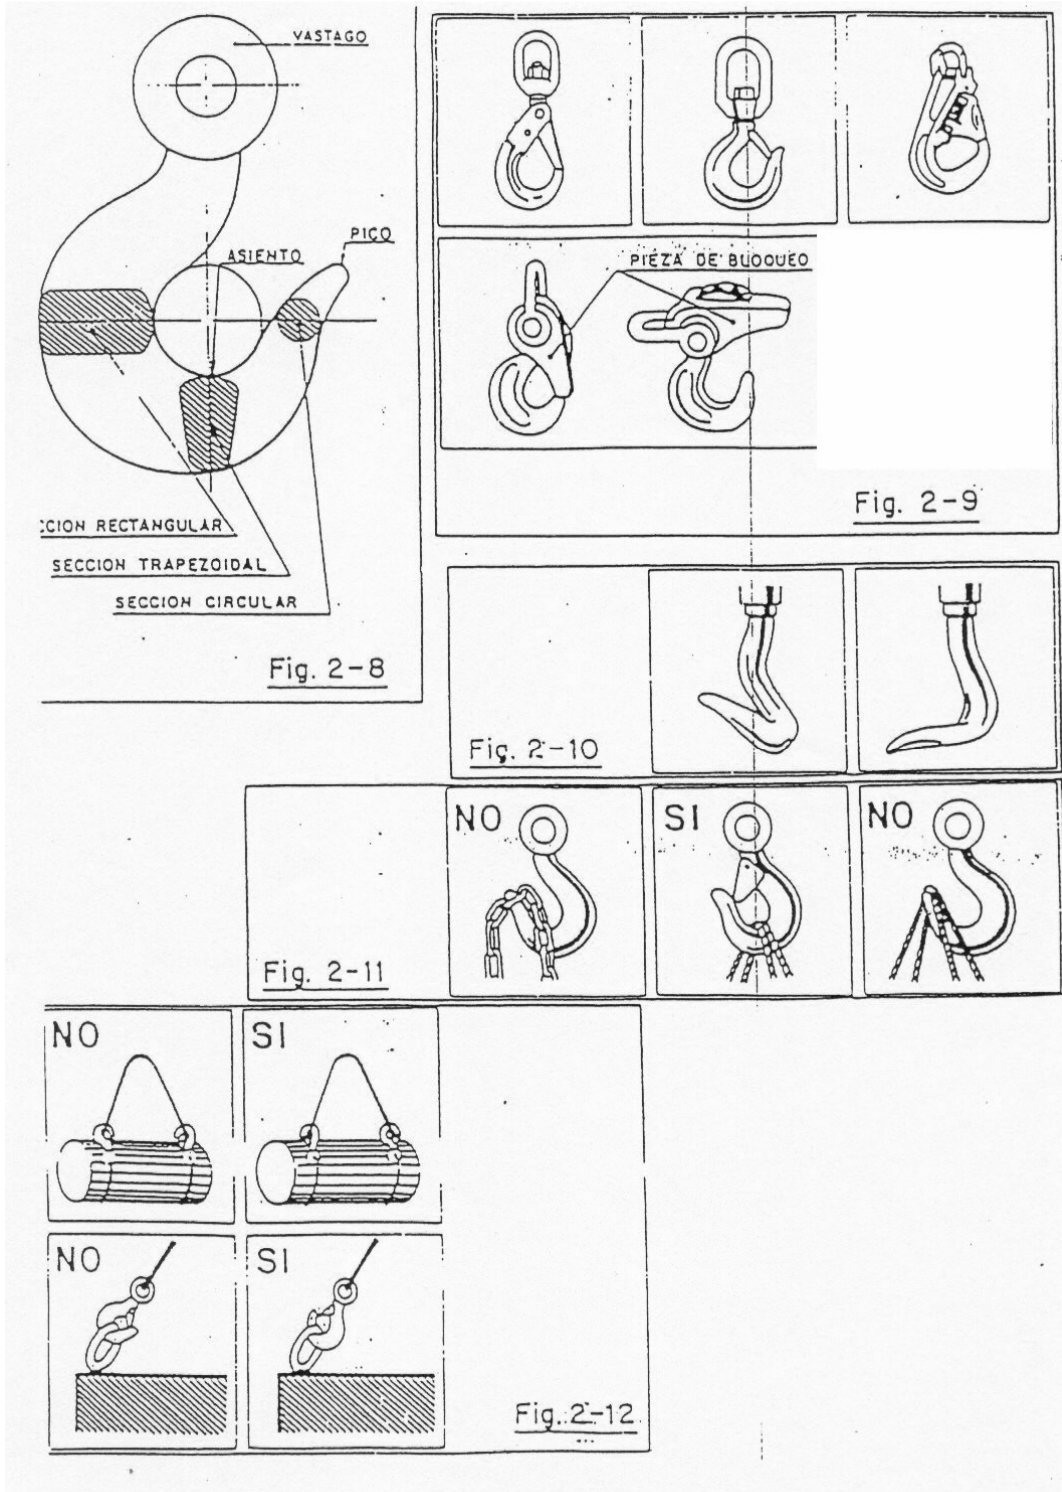 VASTAGO
PICO
ASIENTO
CCION RECTANGULAR
SECCION TRAPEZOIDAL
SECCION CIRCULAR
Fig. 2-8
PIEZA DE BLOQUEO
Fig. 2-9
Fig. 2-10
NO
SI
NO
Fig. 2-11
NO
SI
NO
SI
Fig. 2-12